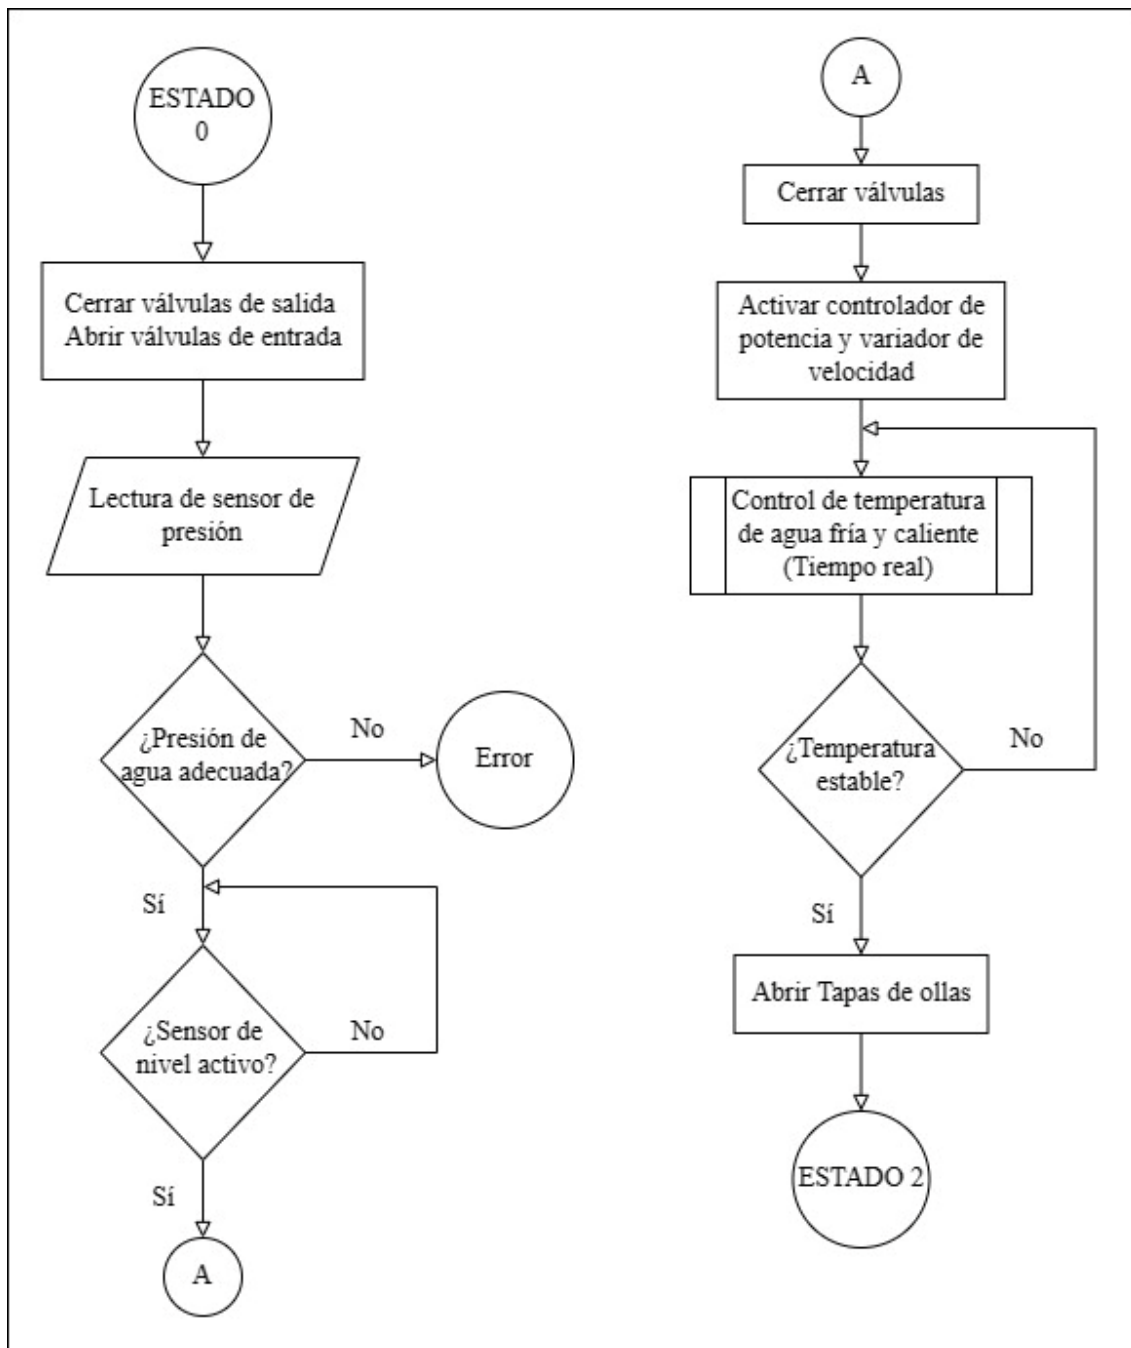 ESTADO
0
Cerrar válvulas de salida
Abrir válvulas de entrada
Lectura de sensor de
presión
¿Presión de
agua adecuada?
No
Error
Sí
¿Sensor de
nivel activo?
No
Sí
A
A
Cerrar válvulas
Activar controlador de
potencia y variador de
velocidad
Control de temperatura
de agua fría y caliente
(Tiempo real)
¿Temperatura
estable?
No
Sí
Abrir Tapas de ollas
ESTADO 2